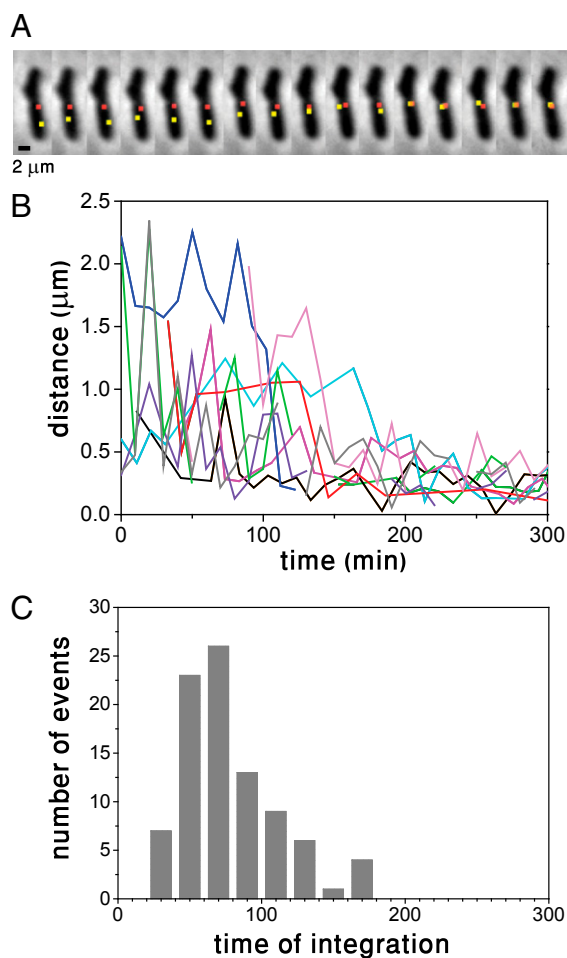 A
2 μm
B
2.5
2.0
1.5
1.0
0.5
0.0
distance (μm)
0
100
200
300
time (min)
C
30
25
20
15
10
5
0
number of events
0
100
200
300
time of integration